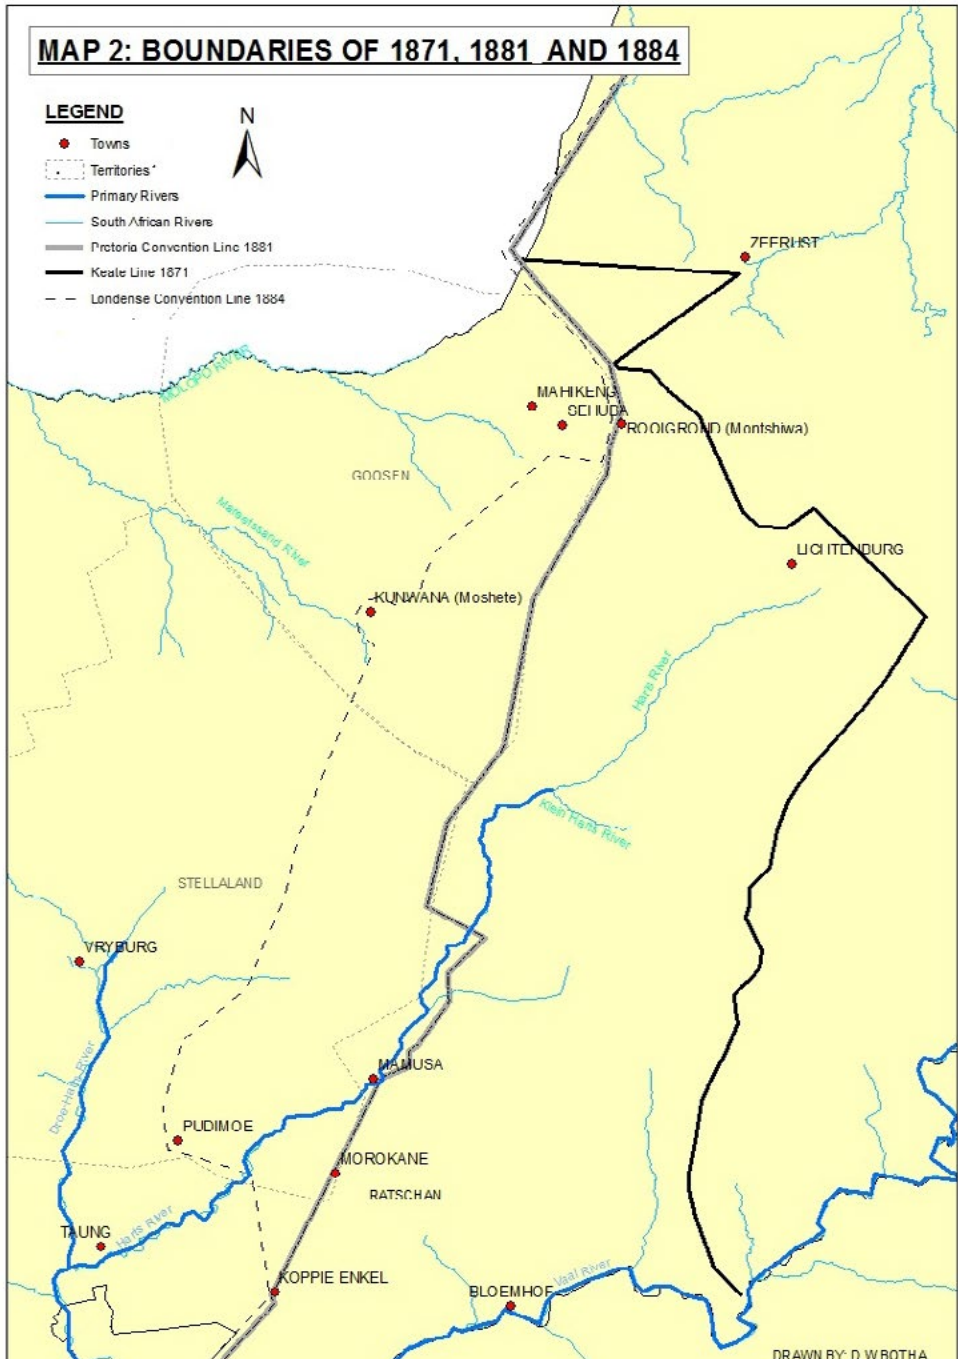 MAP 2: BOUNDARIES OF 1871, 1881 AND 1884
LEGEND
N
Towns
Territories*
Primary Rivers
South African Rivers
Pretoria Convention Line 1881
Keate Line 1871
Londense Convention Line 1884
ZEERUST
MOLOPO RIVER
MAHIKENG
SEHUBA
ROOIGROND (Montshiwa)
GOOSEN
LICHTENBURG
KUNWANA (Moshete)
Harts River
Klein Harts River
STELLALAND
VRYBURG
MAMUSA
PUDIMOE
MOROKANE
RATSCHAN
Harts River
TAUNG
KOPPIE ENKEL
Vaal River
BLOEMHOF
DRAWN BY: D.W BOTHA